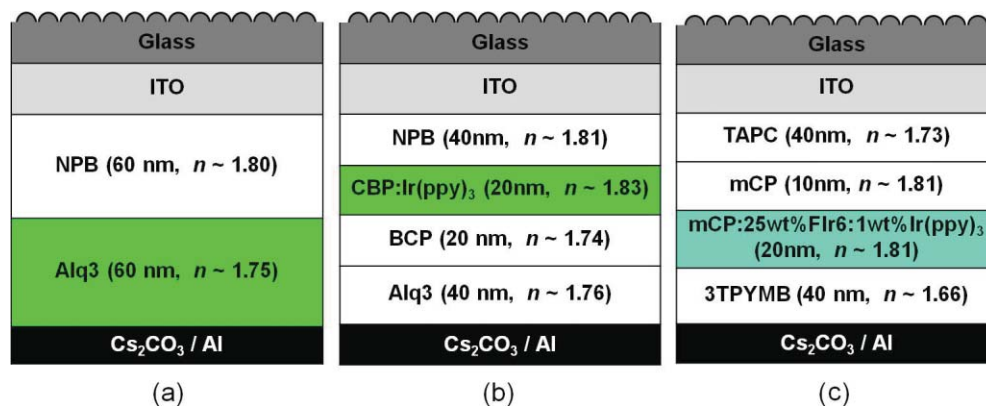 Glass
ITO
NPB (60 nm, n ~ 1.80)
Alq3 (60 nm, n ~ 1.75)
Cs₂CO₃ / Al
(a)
Glass
ITO
NPB (40nm, n ~ 1.81)
CBP:Ir(ppy)₃ (20nm, n ~ 1.83)
BCP (20 nm, n ~ 1.74)
Alq3 (40 nm, n ~ 1.76)
Cs₂CO₃ / Al
(b)
Glass
ITO
TAPC (40nm, n ~ 1.73)
mCP (10nm, n ~ 1.81)
mCP:25wt%FIr6:1wt%Ir(ppy)₃
(20nm, n ~ 1.81)
3TPYMB (40 nm, n ~ 1.66)
Cs₂CO₃ / Al
(c)